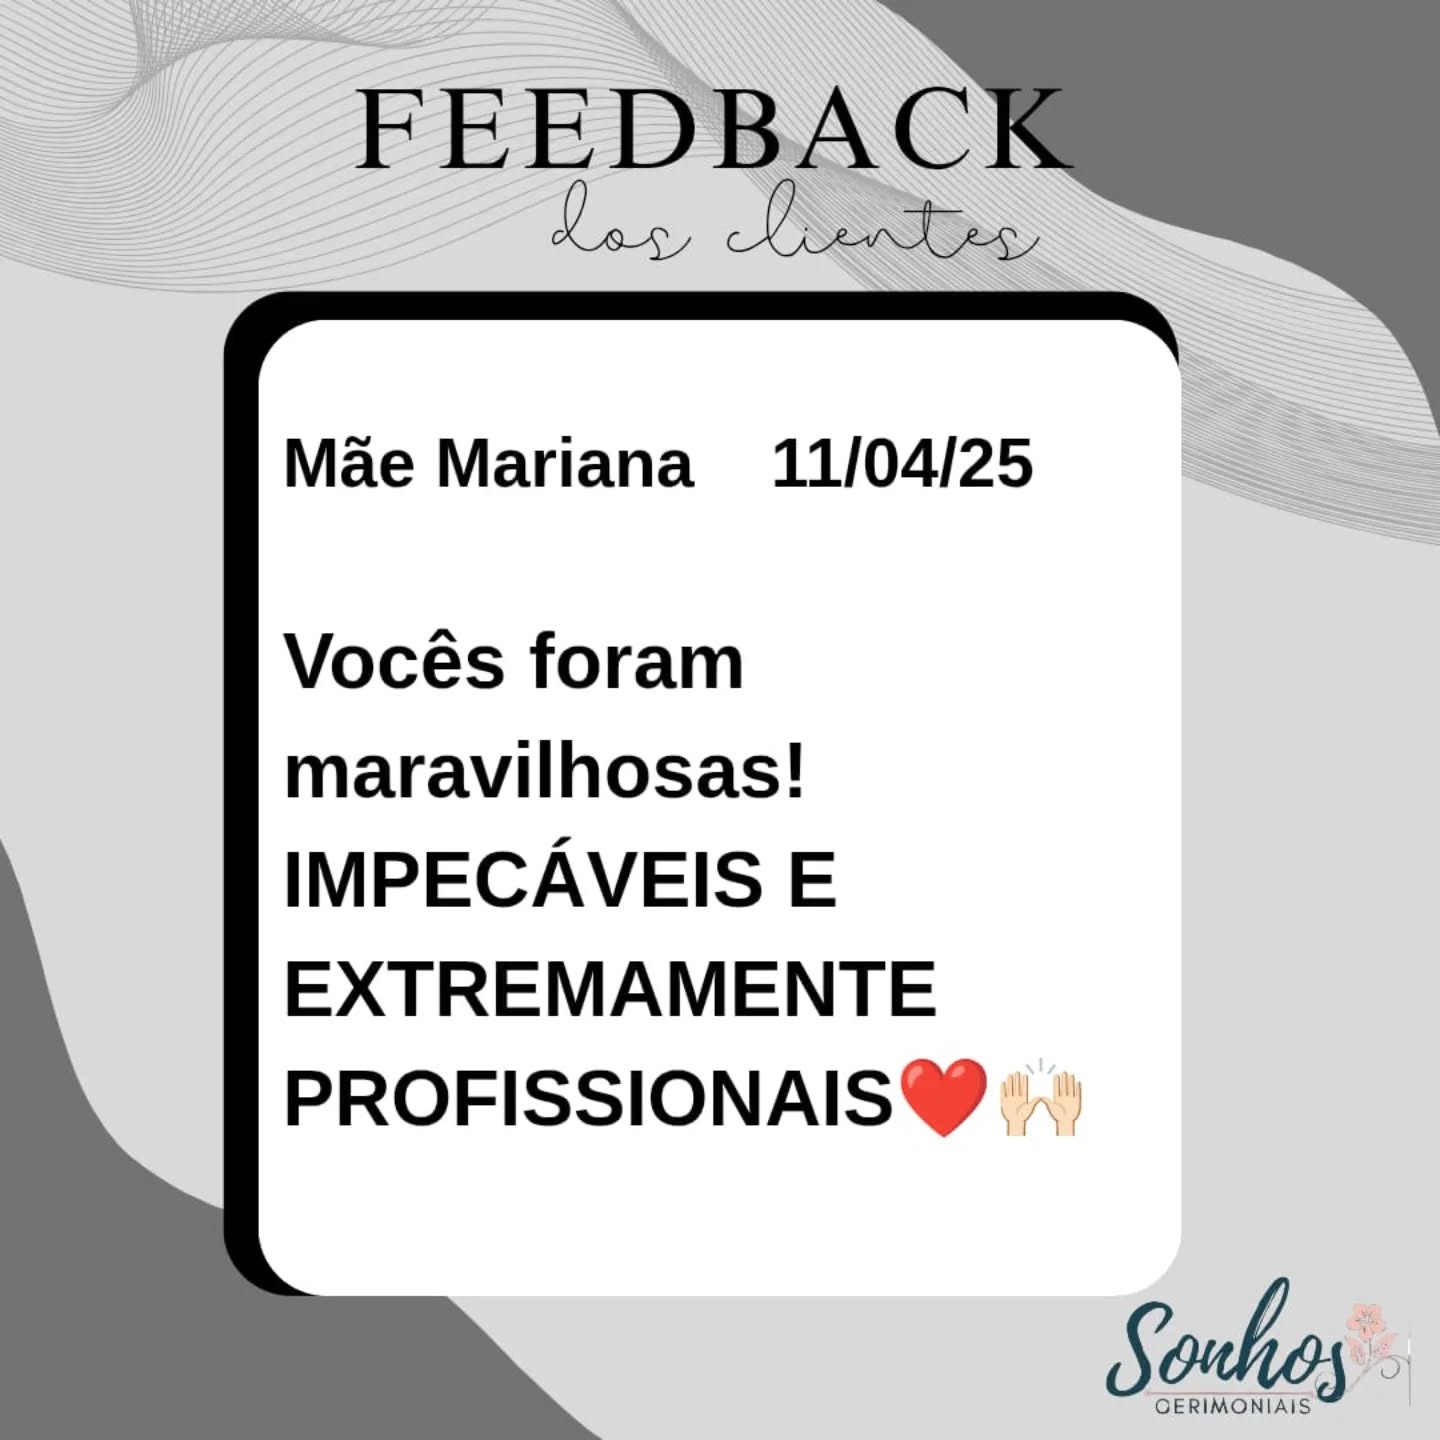 FEEDBACK
dos clientes
Mãe Mariana 11/04/25
Vocês foram
maravilhosas!
IMPECÁVEIS E
EXTREMAMENTE
PROFISSIONAIS❤️🙌🏻
Sonhos
CERIMONIAIS